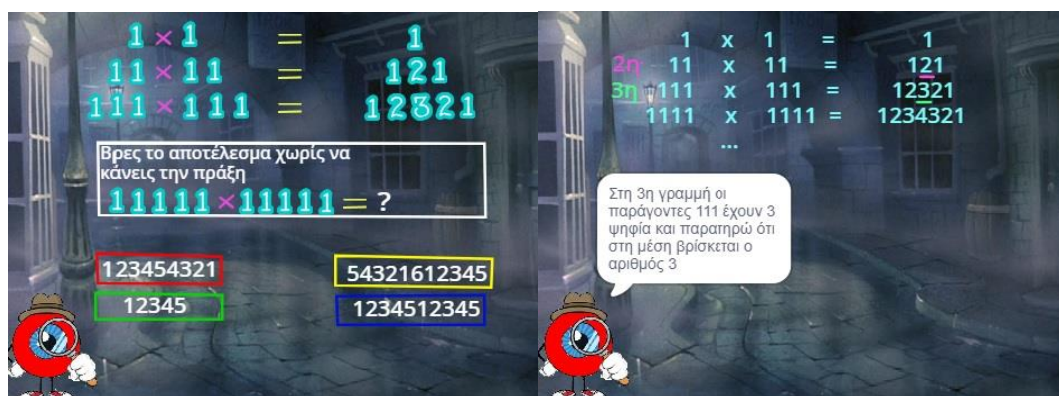 1 × 1 = 1
11 × 11 = 121
111 × 111 = 12321
Βρες το αποτέλεσμα χωρίς να
κάνεις την πράξη
11111×11111 = ?
123454321
54321612345
12345
1234512345
1 x 1 = 1
2η 11 x 11 = 121
3η 111 x 111 = 12321
1111 x 1111 = 1234321
...
Στη 3η γραμμή οι
παράγοντες 111 έχουν 3
ψηφία και παρατηρώ ότι
στη μέση βρίσκεται ο
αριθμός 3